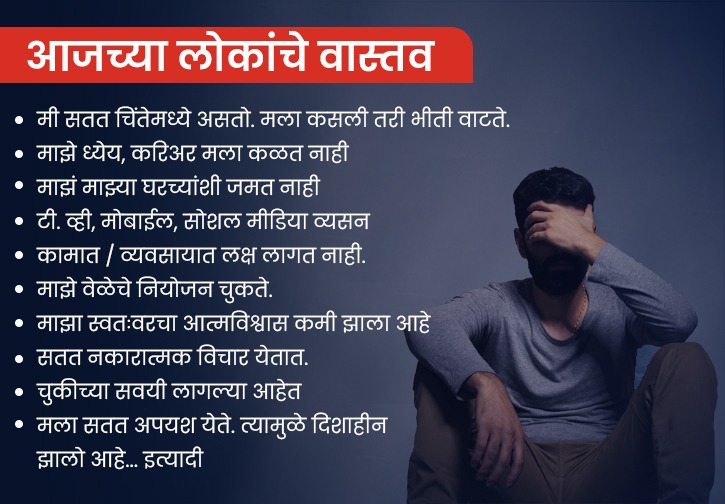 आजच्या लोकांचे वास्तव
• मी सतत चिंतेमध्ये असतो. मला कसली तरी भीती वाटते.
• माझे ध्येय, करिअर मला कळत नाही
• माझं माझ्या घरच्यांशी जमत नाही
• टी. व्ही, मोबाईल, सोशल मीडिया व्यसन
• कामात / व्यवसायात लक्ष लागत नाही.
• माझे वेळेचे नियोजन चुकते.
• माझा स्वतःवरचा आत्मविश्वास कमी झाला आहे
• सतत नकारात्मक विचार येतात.
• चुकीच्या सवयी लागल्या आहेत
• मला सतत अपयश येते. त्यामुळे दिशाहीन
झालो आहे... इत्यादी